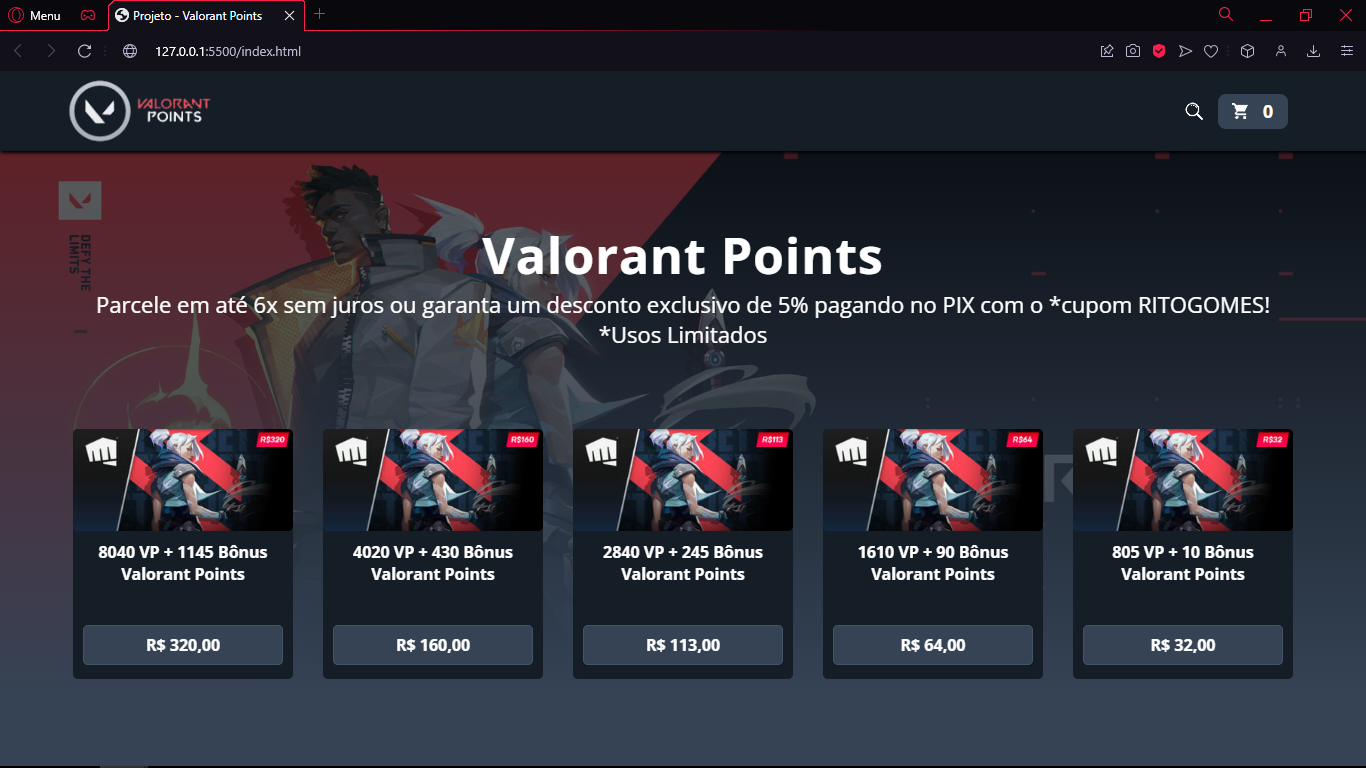 Menu
Projeto - Valorant Points
127.0.0.1:5500/index.html
VALORANT
POINTS
0
DEFY THE
LIMITS
Valorant Points
Parcele em até 6x sem juros ou garanta um desconto exclusivo de 5% pagando no PIX com o *cupom RITOGOMES!
*Usos Limitados
R$320
R$160
R$113
R$64
R$32
8040 VP + 1145 Bônus
Valorant Points
4020 VP + 430 Bônus
Valorant Points
2840 VP + 245 Bônus
Valorant Points
1610 VP + 90 Bônus
Valorant Points
805 VP + 10 Bônus
Valorant Points
R$ 320,00
R$ 160,00
R$ 113,00
R$ 64,00
R$ 32,00